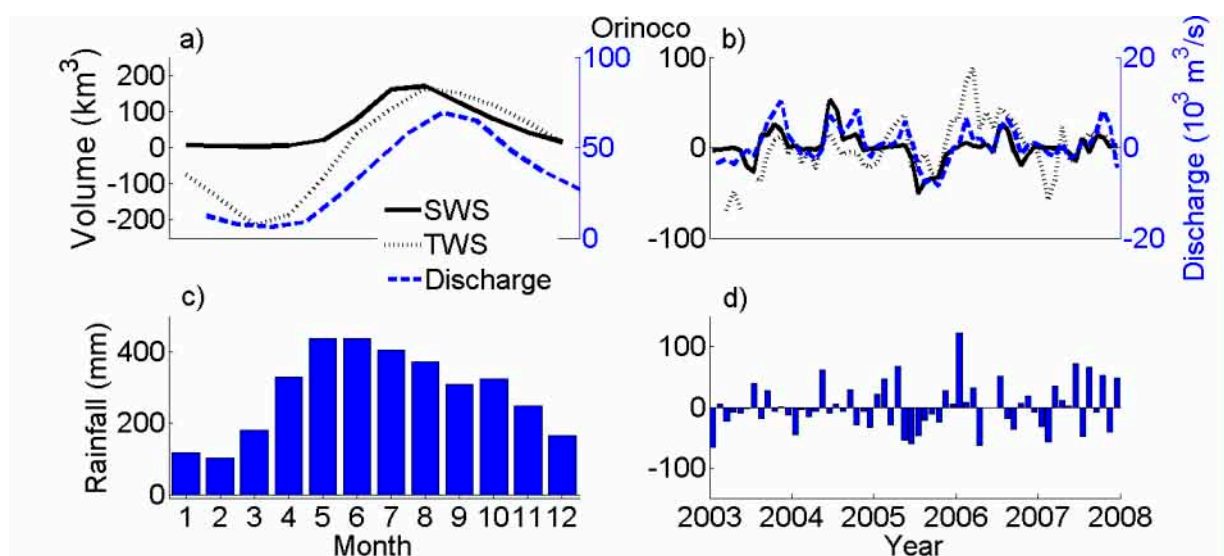 Orinoco
a)
b)
Volume (km³)
200
100
0
-100
-200
100
50
0
SWS
TWS
Discharge
100
0
-100
20
0
-20
Discharge (10³ m³/s)
c)
d)
Rainfall (mm)
400
200
0
1 2 3 4 5 6 7 8 9 10 11 12
Month
100
0
-100
2003 2004 2005 2006 2007 2008
Year